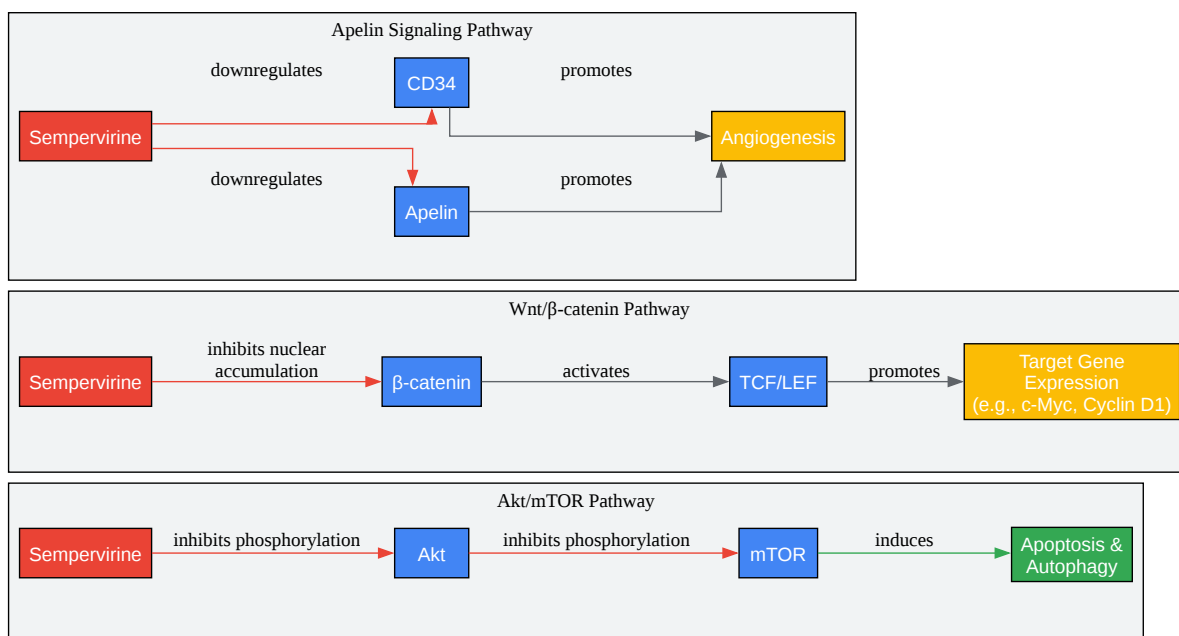 Apelin Signaling Pathway
downregulates
CD34
promotes
Sempervirine
Angiogenesis
downregulates
Apelin
promotes
Wnt/β-catenin Pathway
Sempervirine
inhibits nuclear
accumulation
β-catenin
activates
TCF/LEF
promotes
Target Gene
Expression
(e.g., c-Myc, Cyclin D1)
Akt/mTOR Pathway
Sempervirine
inhibits phosphorylation
Akt
inhibits phosphorylation
mTOR
induces
Apoptosis &
Autophagy